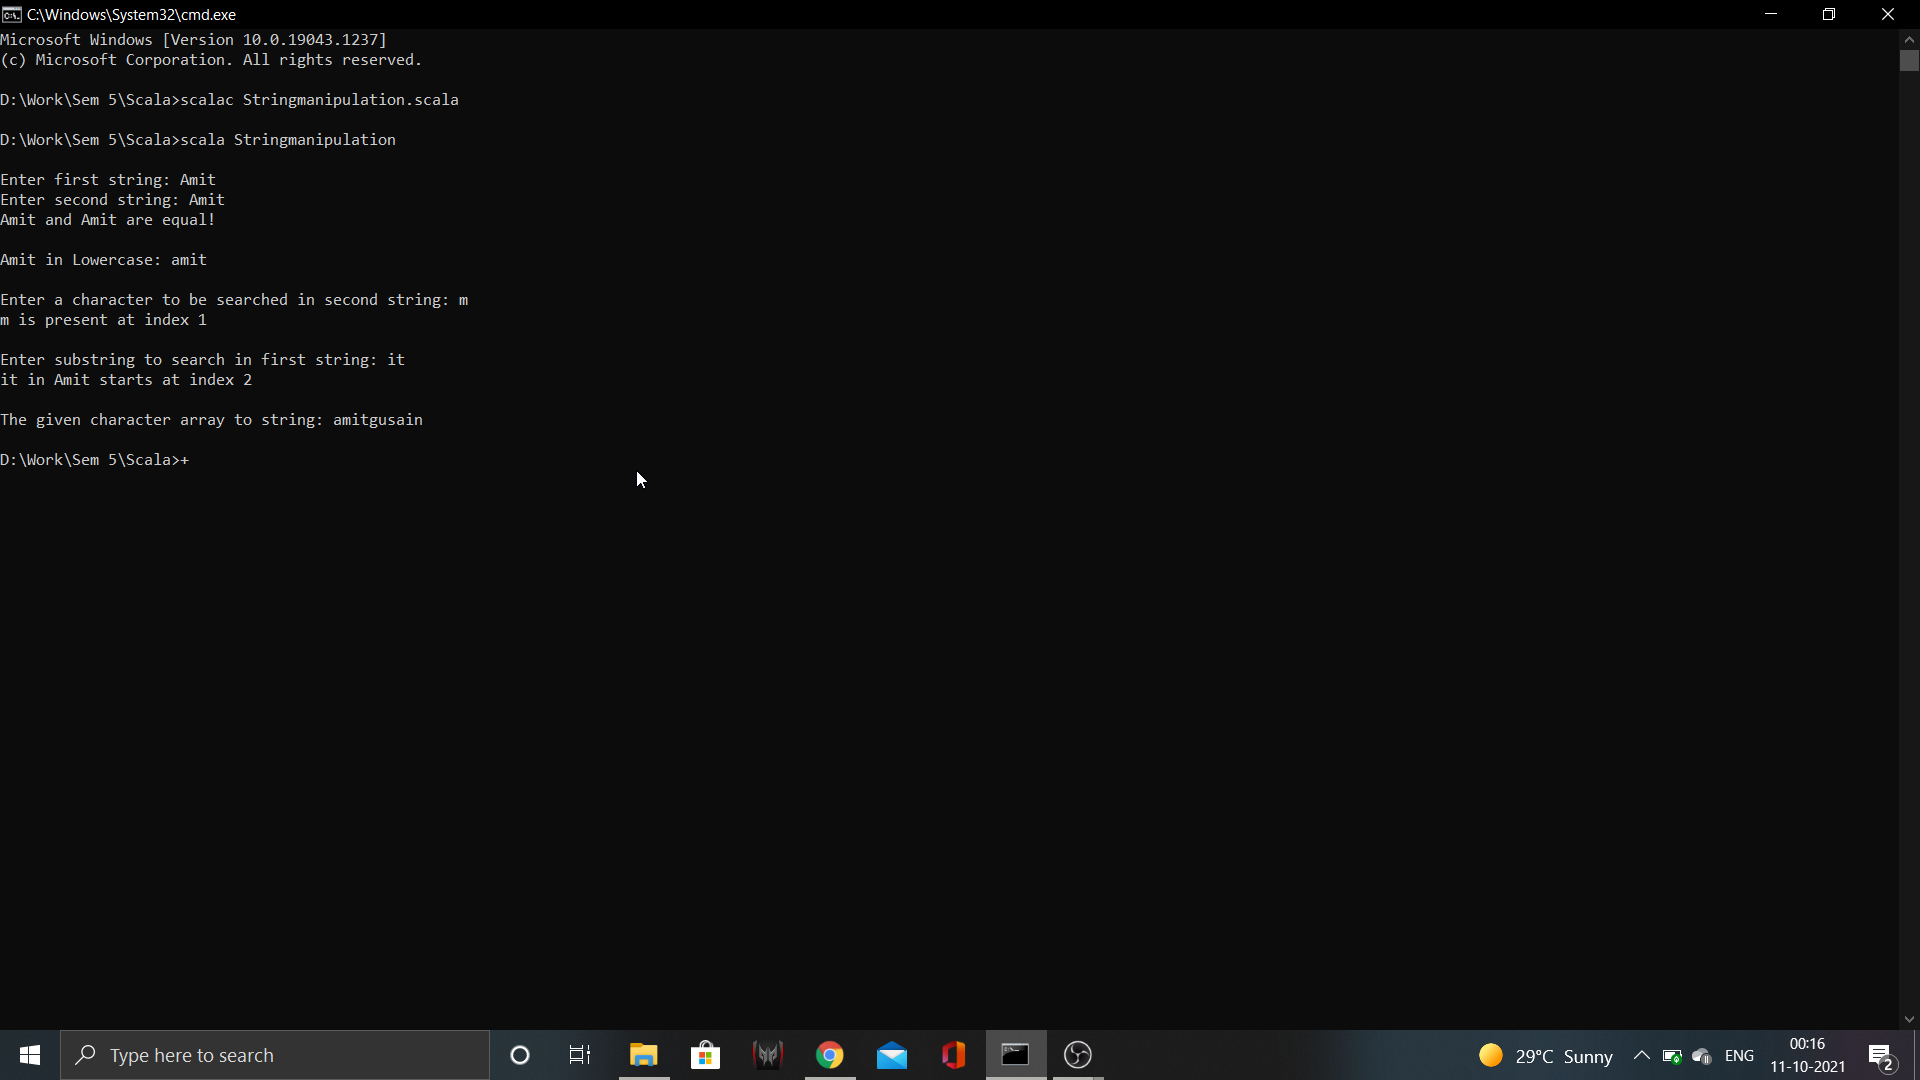 C:\Windows\System32\cmd.exe
Microsoft Windows [Version 10.0.19043.1237]
(c) Microsoft Corporation. All rights reserved.
D:\Work\Sem 5\Scala>scalac Stringmanipulation.scala
D:\Work\Sem 5\Scala>scala Stringmanipulation
Enter first string: Amit
Enter second string: Amit
Amit and Amit are equal!
Amit in Lowercase: amit
Enter a character to be searched in second string: m
m is present at index 1
Enter substring to search in first string: it
it in Amit starts at index 2
The given character array to string: amitgusain
D:\Work\Sem 5\Scala>+
Type here to search
29°C Sunny
ENG
00:16
11-10-2021
2